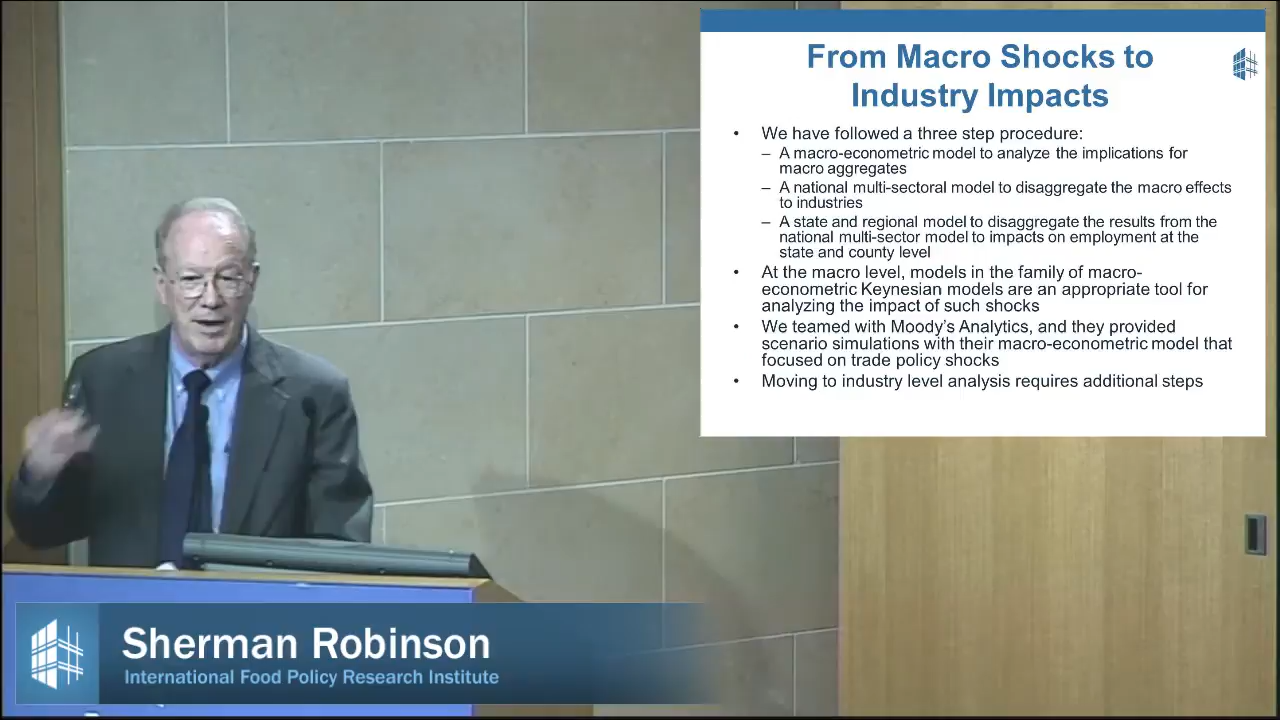 From Macro Shocks to
Industry Impacts
• We have followed a three step procedure:
– A macro-econometric model to analyze the implications for
macro aggregates
– A national multi-sectoral model to disaggregate the macro effects
to industries
– A state and regional model to disaggregate the results from the
national multi-sector model to impacts on employment at the
state and county level
• At the macro level, models in the family of macro-
econometric Keynesian models are an appropriate tool for
analyzing the impact of such shocks
• We teamed with Moody's Analytics, and they provided
scenario simulations with their macro-econometric model that
focused on trade policy shocks
• Moving to industry level analysis requires additional steps
Sherman Robinson
International Food Policy Research Institute